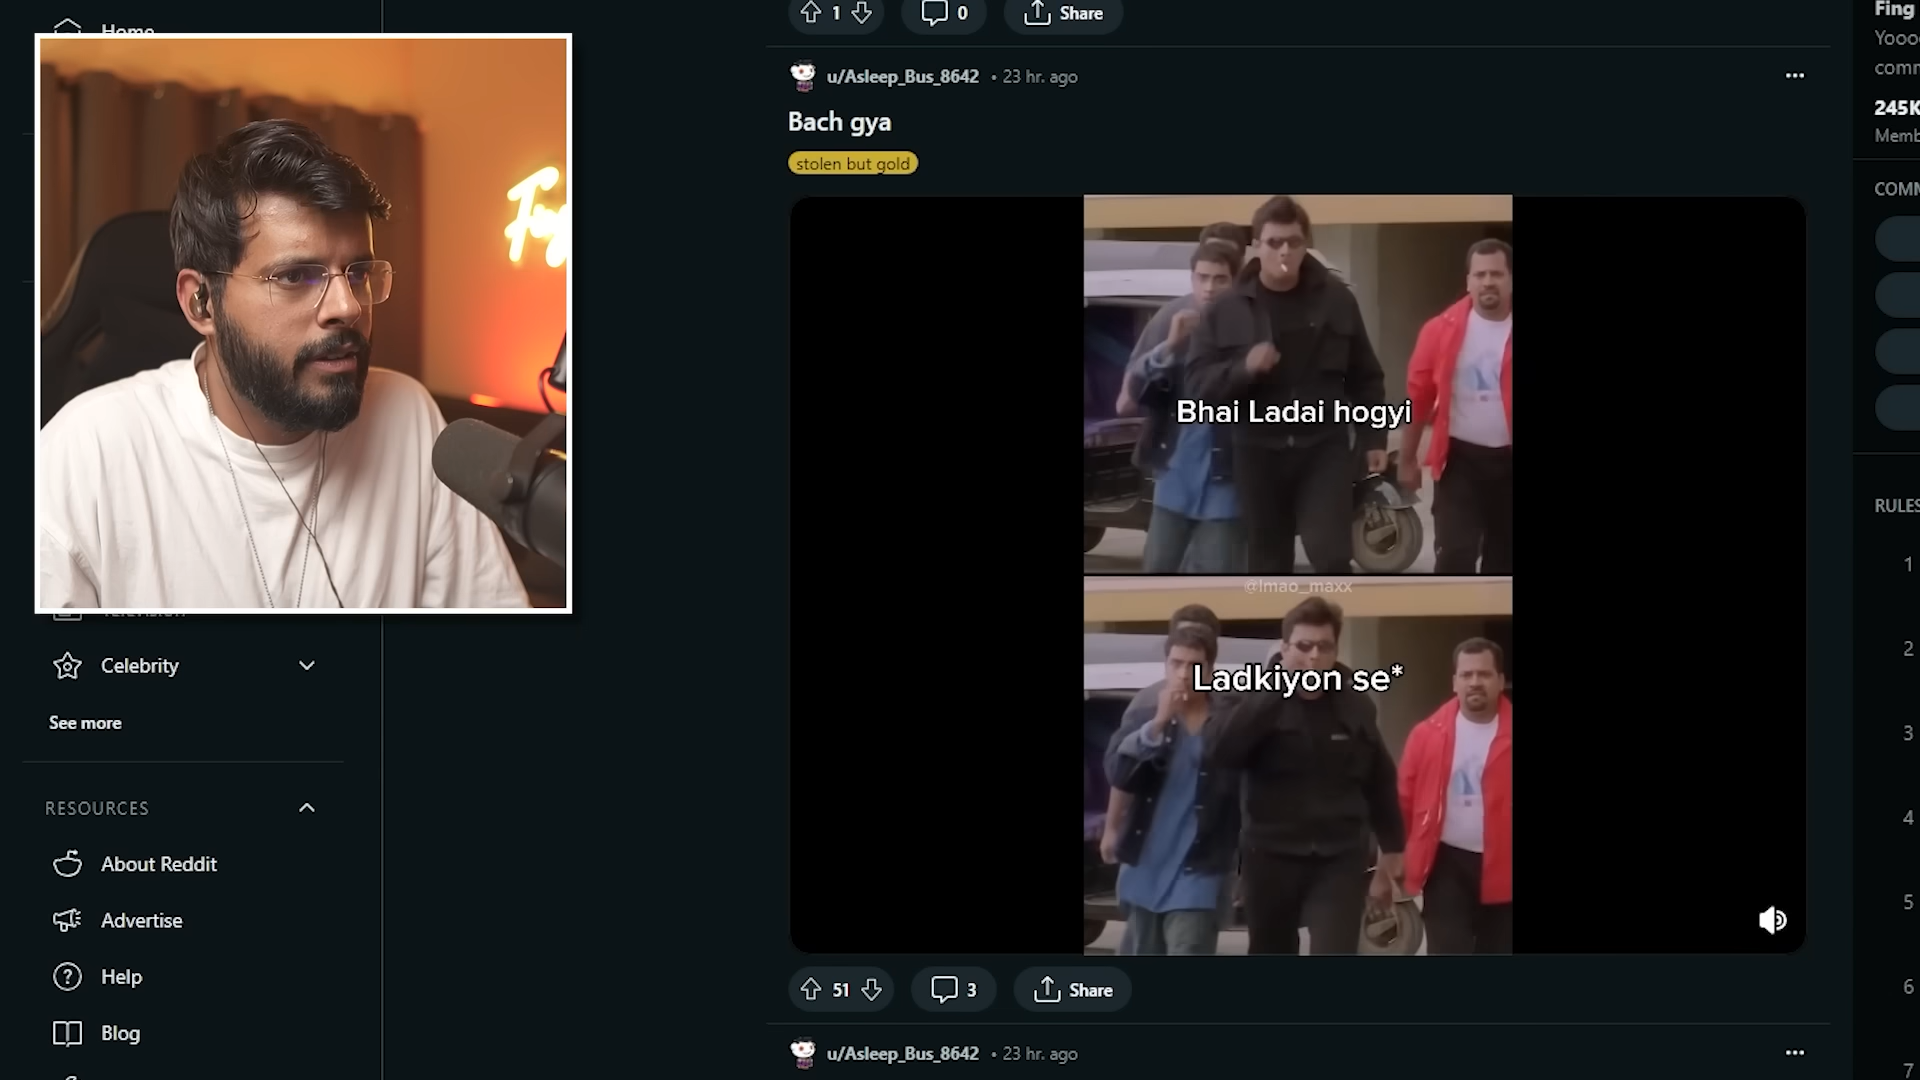 Home
1
0
Share
u/Asleep_Bus_8642 • 23 hr. ago
Bach gya
stolen but gold
Bhai Ladai hogyi
@lmao_maxx
Ladkiyon se*
51
3
Share
u/Asleep_Bus_8642 • 23 hr. ago
Celebrity
See more
RESOURCES
About Reddit
Advertise
Help
Blog
Fing
Yooo
comm
245K
Memb
COMM
RULES
1
2
3
4
5
6
7